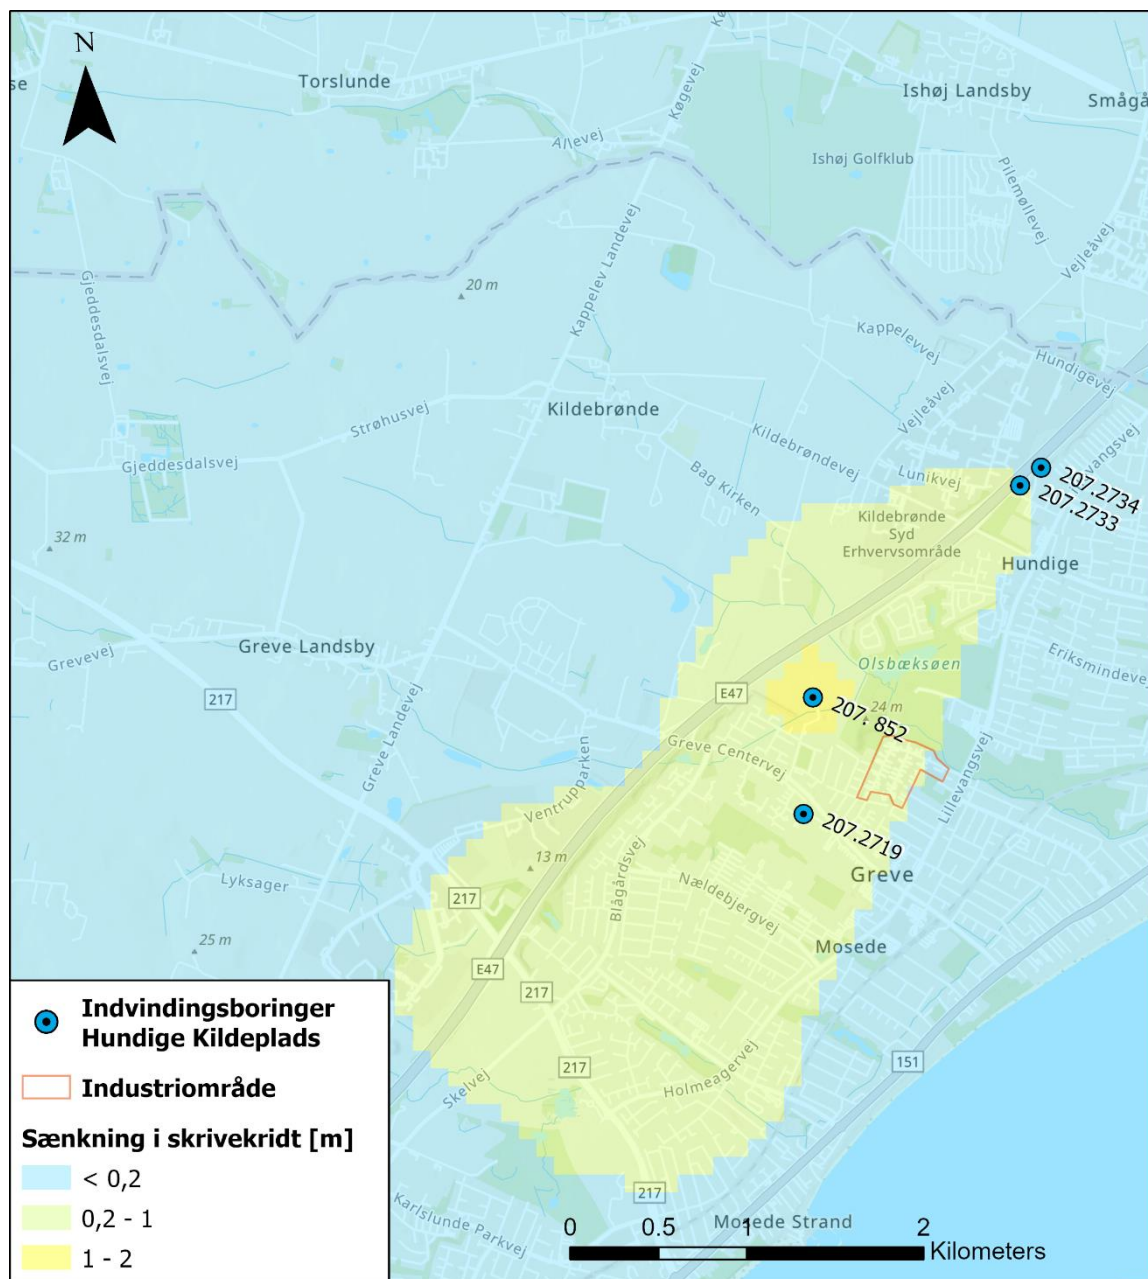 N
se
Torslunde
Køgevej
Ishøj Landsby
Smågå
Allevej
Ishøj Golfklub
Pilemøllevej
Vejleåvej
Gjeddesdalsvej
Kappelev Landevej
20 m
Kappelevvej
Hundigevej
Kildebrønde
Vejleåvej
Strøhusvej
Kildebrøndevej
Gjeddesdalsvej
Bag Kirken
Lunikvej
207.2734
207.2733
Kildebrønde
Syd
Erhvervsområde
32 m
Hundige
Greve Landsby
Grevevej
Olsbæksøen
Eriksmindeve
217
E47
24 m
207. 852
Greve Landevej
Greve Centervej
Lillevangsvej
Ventrupparken
207.2719
13 m
Greve
Blågårdsvej
Nældebjergvej
Lyksager
217
Mosede
25 m
E47
217
151
217
Holmeagervej
Skelvej
217
Karlslunde Parkvej
Mosede Strand
Indvindingsboringer
Hundige Kildeplads
Industriområde
Sænkning i skrivekridt [m]
< 0,2
0,2 - 1
1 - 2
0 0.5 1 2
Kilometers